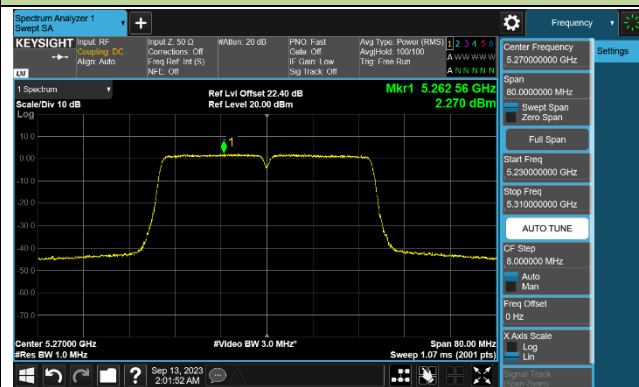 Spectrum Analyzer 1
Swept SA
+
Frequency
KEYSIGHT
Input: RF
Coupling: DC
Align: Auto
Input Z: 50 Ω
Corrections: Off
Freq Ref: Int (S)
NFE: Off
#Atten: 20 dB
PNO: Fast
Gate: Off
IF Gain: Low
Sig Track: Off
Avg Type: Power (RMS)
Avg|Hold: 100/100
Trig: Free Run
1 2 3 4 5 6
A W W W W W
A N N N N N
LXI
1 Spectrum
Scale/Div 10 dB
Log
Ref Lvl Offset 22.40 dB
Ref Level 20.00 dBm
Mkr1 5.262 56 GHz
2.270 dBm
1
10.0
0.00
-10.0
-20.0
-30.0
-40.0
-50.0
-60.0
-70.0
Center 5.27000 GHz
#Res BW 1.0 MHz
#Video BW 3.0 MHz*
Span 80.00 MHz
Sweep 1.07 ms (2001 pts)
Center Frequency
5.270000000 GHz
Settings
Span
80.0000000 MHz
Swept Span
Zero Span
Full Span
Start Freq
5.230000000 GHz
Stop Freq
5.310000000 GHz
AUTO TUNE
CF Step
8.000000 MHz
Auto
Man
Freq Offset
0 Hz
X Axis Scale
Log
Lin
Signal Track
(Span Zoom)
?
Sep 13, 2023
2:01:52 AM